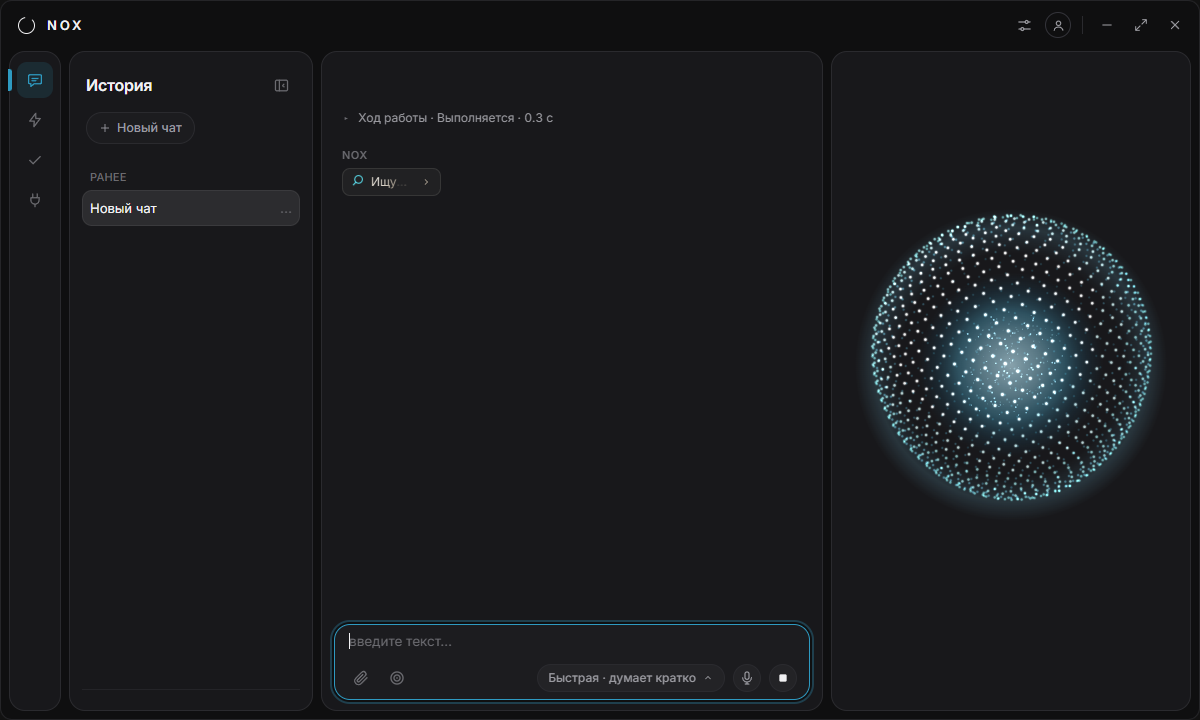 NOX
История
Новый чат
РАНЕЕ
Новый чат
...
Ход работы · Выполняется · 0.3 с
NOX
Ищу...
введите текст...
Быстрая · думает кратко